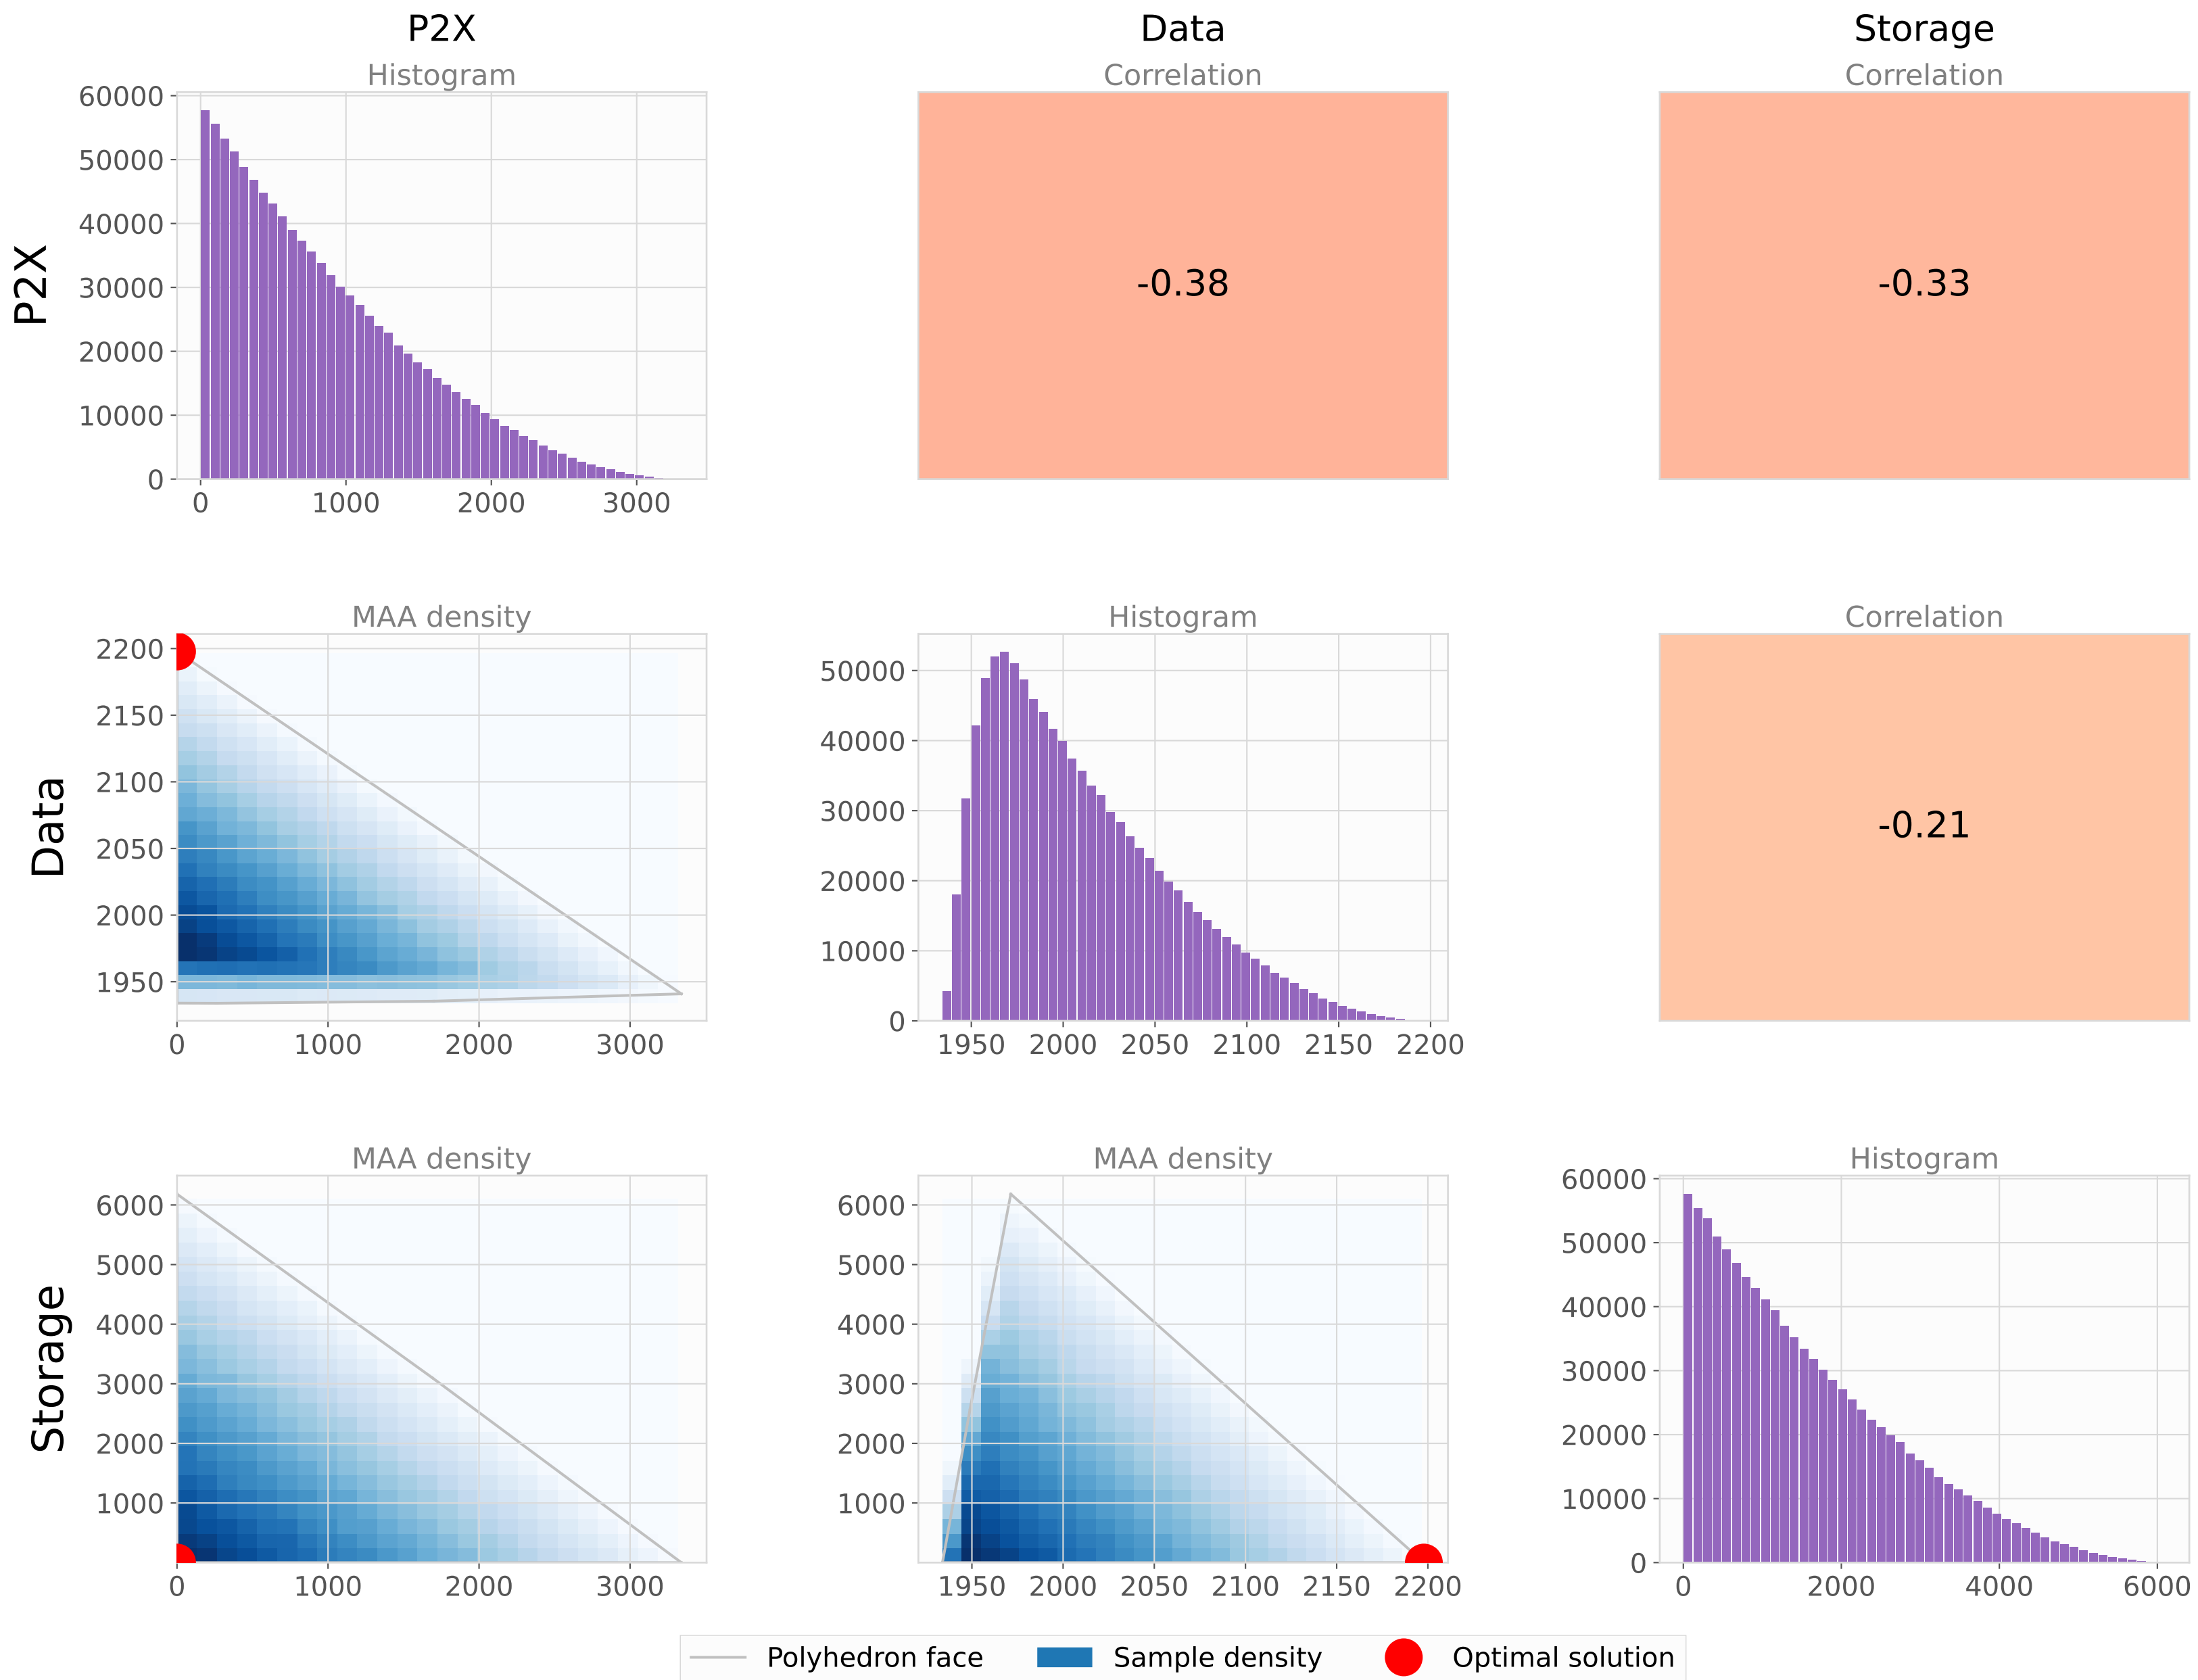 P2X Data Storage
Histogram Correlation Correlation
P2X
60000
50000
40000
30000
20000
10000
0
0 1000 2000 3000
-0.38
-0.33
MAA density Histogram Correlation
Data
2200
2150
2100
2050
2000
1950
0 1000 2000 3000
50000
40000
30000
20000
10000
0
1950 2000 2050 2100 2150 2200
-0.21
MAA density MAA density Histogram
Storage
6000
5000
4000
3000
2000
1000
0 1000 2000 3000
6000
5000
4000
3000
2000
1000
1950 2000 2050 2100 2150 2200
60000
50000
40000
30000
20000
10000
0
0 2000 4000 6000
Polyhedron face Sample density Optimal solution